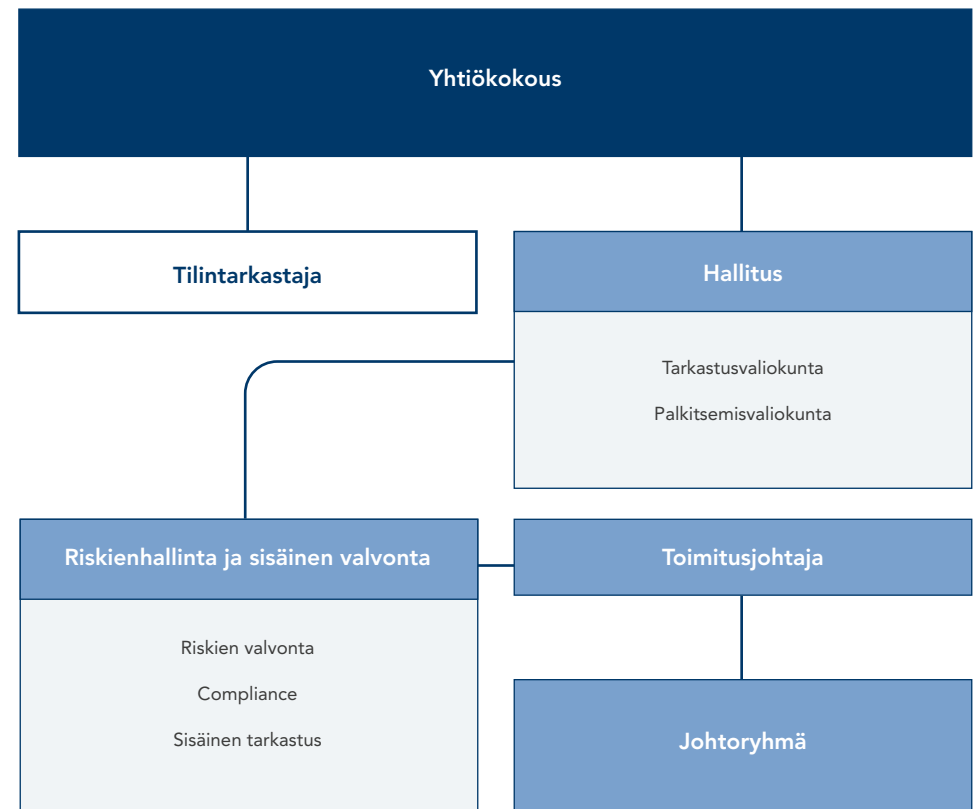 Yhtiökokous
Tilintarkastaja
Hallitus
Tarkastusvaliokunta
Palkitsemisvaliokunta
Riskienhallinta ja sisäinen valvonta
Toimitusjohtaja
Riskien valvonta
Compliance
Sisäinen tarkastus
Johtoryhmä